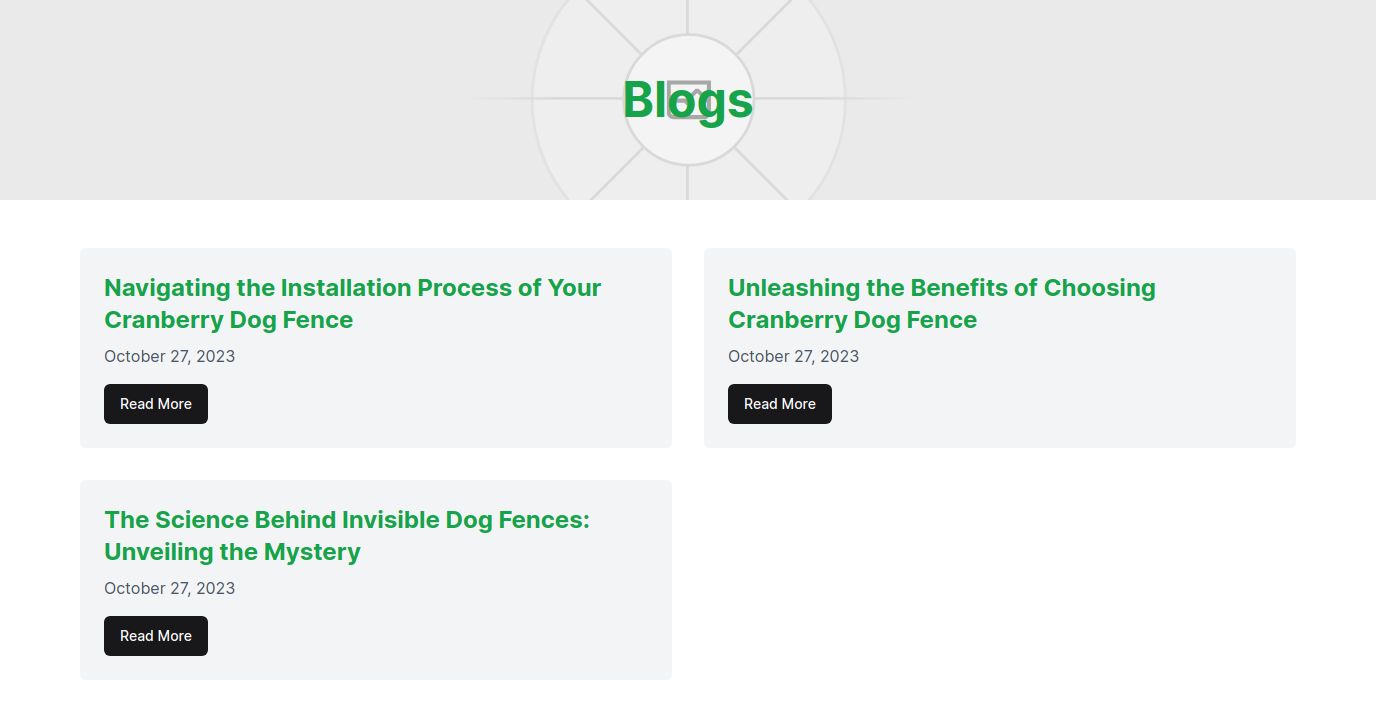 Blogs
Navigating the Installation Process of Your
Cranberry Dog Fence
October 27, 2023
Read More
Unleashing the Benefits of Choosing
Cranberry Dog Fence
October 27, 2023
Read More
The Science Behind Invisible Dog Fences:
Unveiling the Mystery
October 27, 2023
Read More